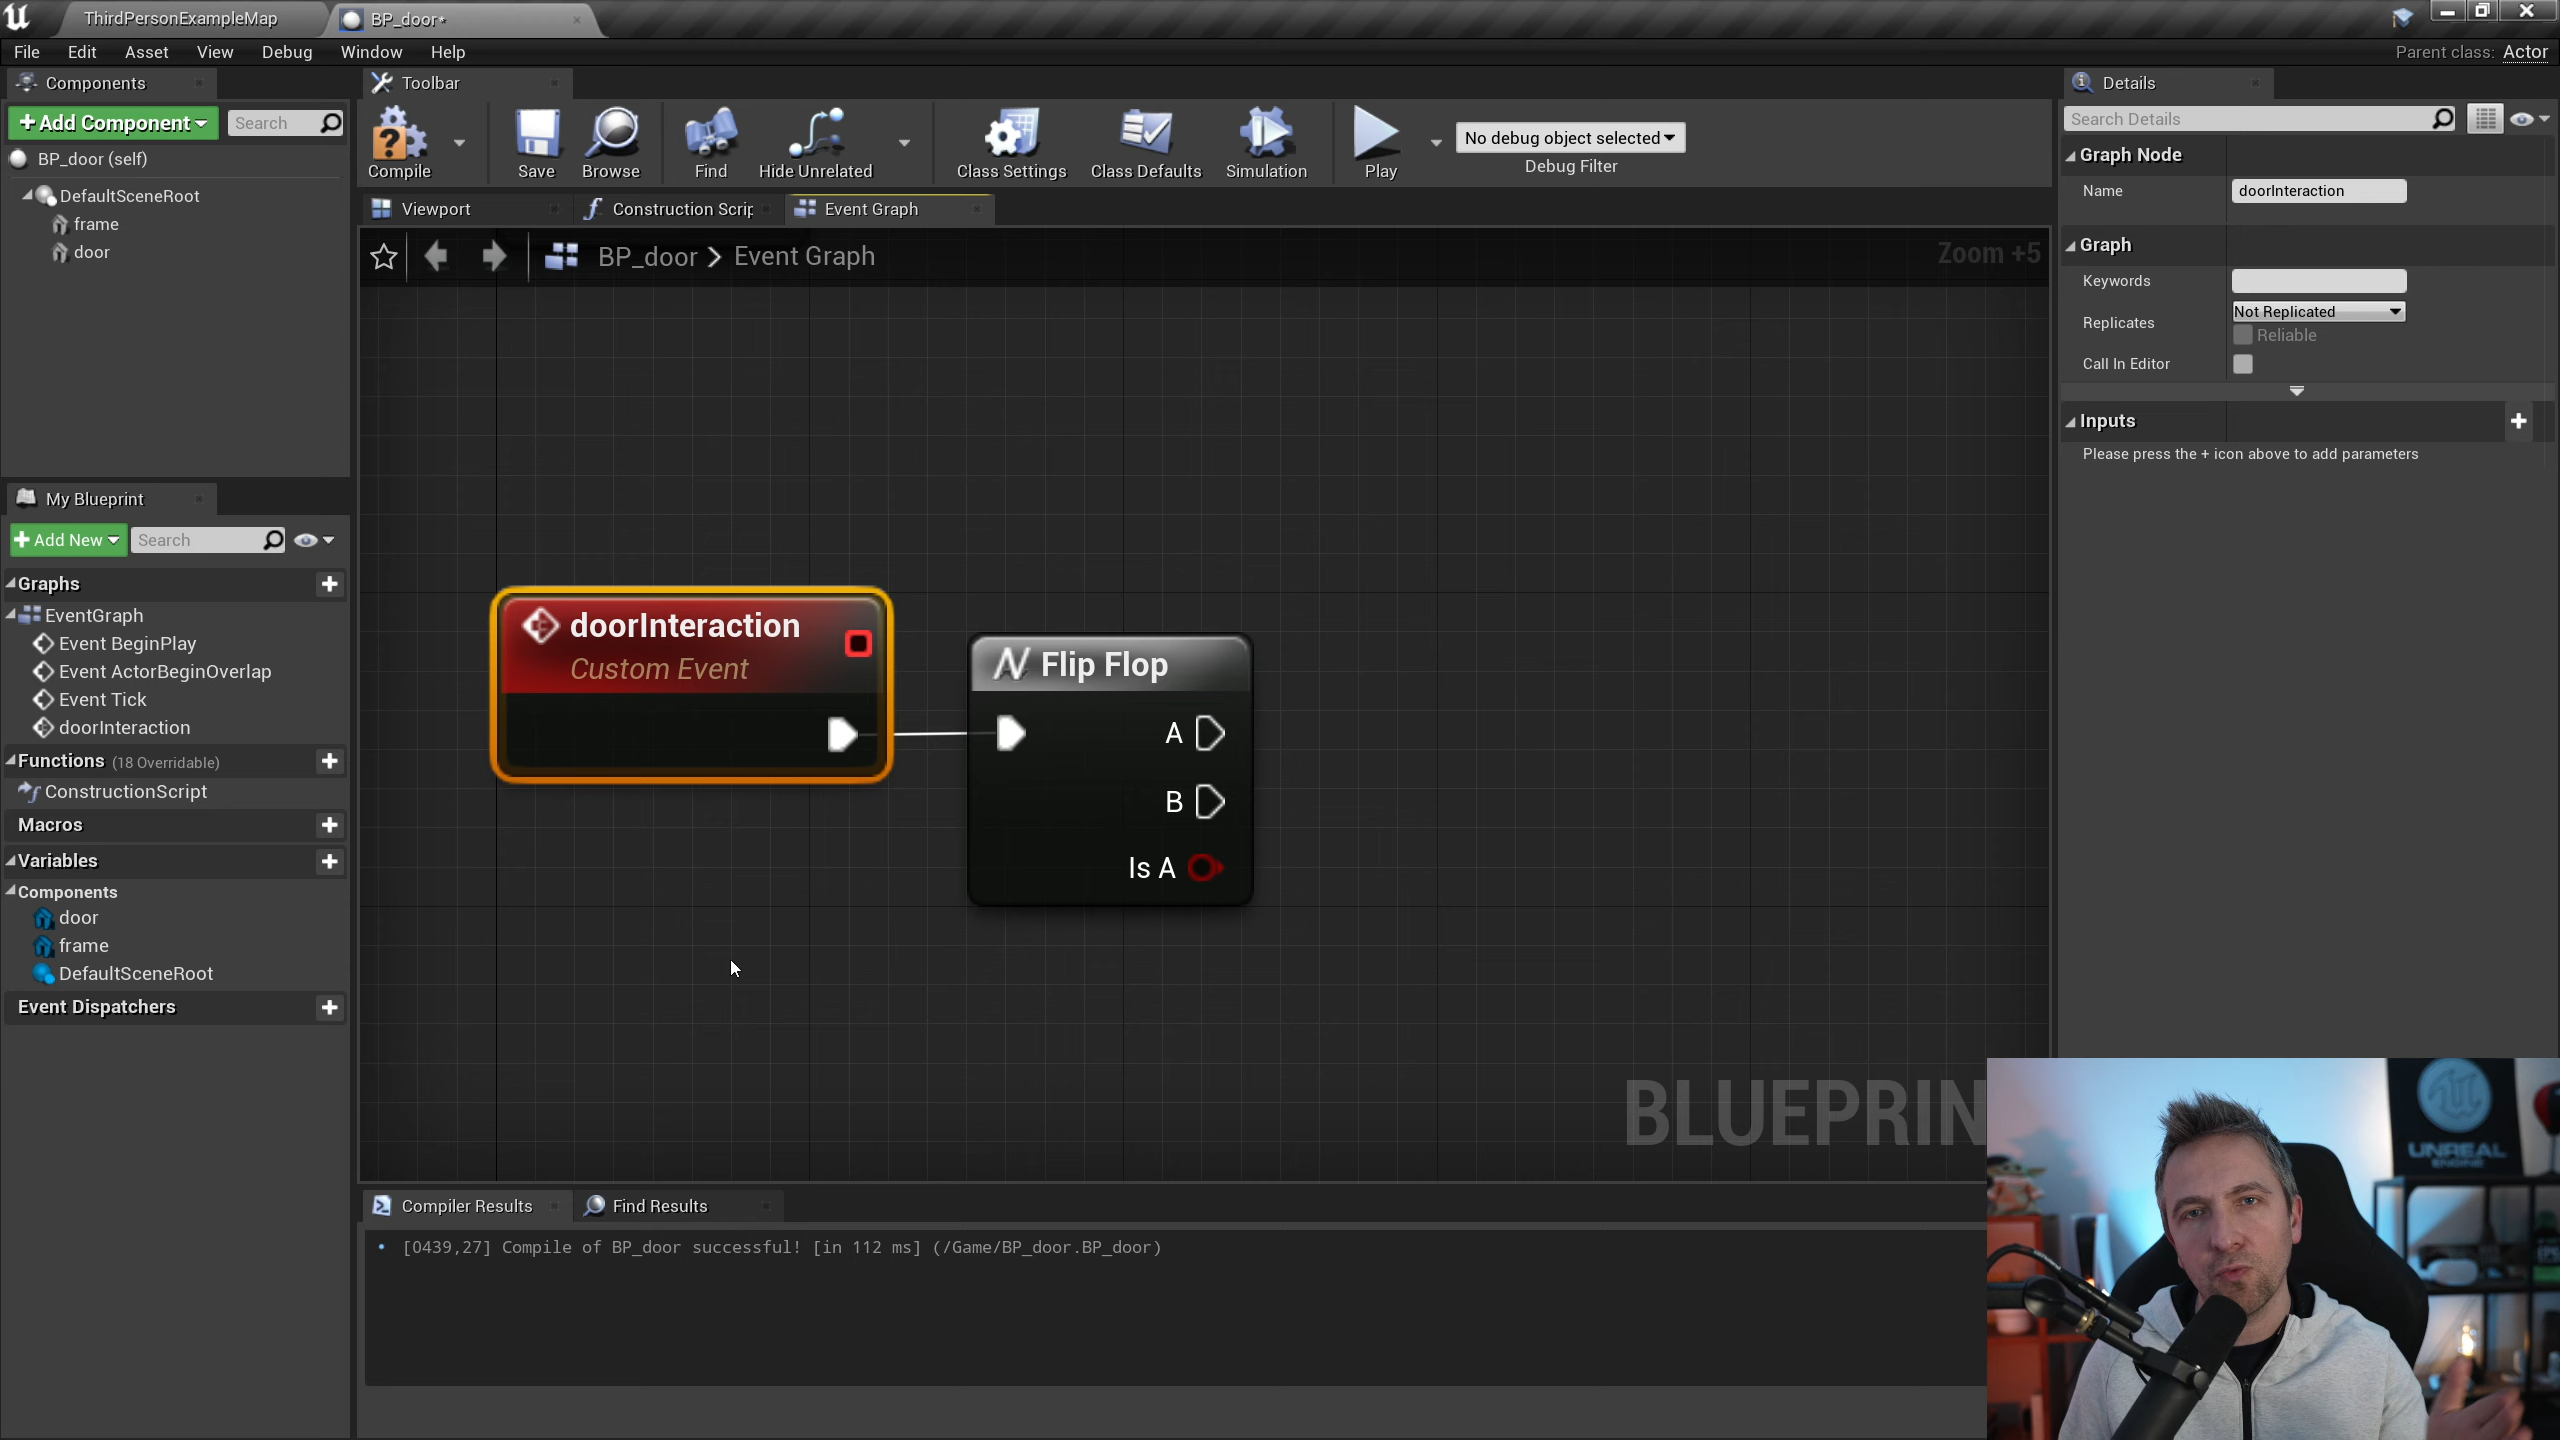 ThirdPersonExampleMap
BP_door*
File Edit Asset View Debug Window Help
Parent class: Actor
Components
Toolbar
Details
Add Component
Search
Compile
Save
Browse
Find
Hide Unrelated
Class Settings
Class Defaults
Simulation
Play
No debug object selected
Debug Filter
Search Details
BP_door (self)
DefaultSceneRoot
frame
door
Viewport
Construction Scrip
Event Graph
BP_door > Event Graph
Zoom +5
Graph Node
Name doorInteraction
Graph
Keywords
Replicates Not Replicated
Reliable
Call In Editor
Inputs
Please press the + icon above to add parameters
My Blueprint
Add New
Search
Graphs
EventGraph
Event BeginPlay
Event ActorBeginOverlap
Event Tick
doorInteraction
Functions (18 Overridable)
ConstructionScript
Macros
Variables
Components
door
frame
DefaultSceneRoot
Event Dispatchers
doorInteraction
Custom Event
Flip Flop
A
B
Is A
BLUEPRIN
Compiler Results
Find Results
[0439,27] Compile of BP_door successful! [in 112 ms] (/Game/BP_door.BP_door)
UNREAL
ENGINE